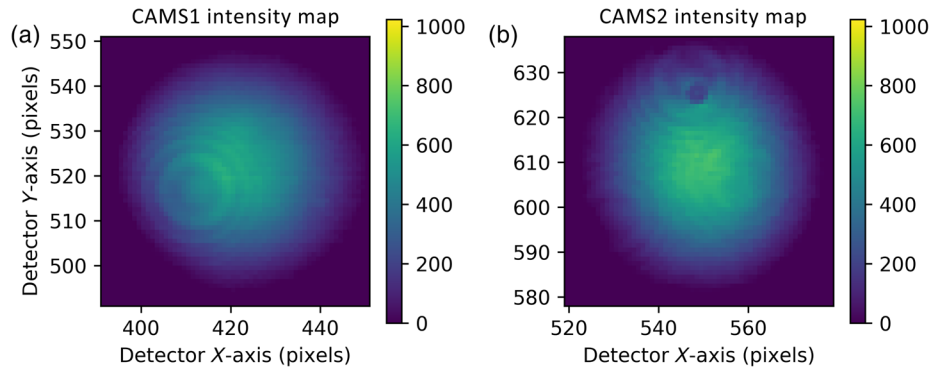 (a)
CAMS1 intensity map
Detector Y-axis (pixels)
550
540
530
520
510
500
400 420 440
Detector X-axis (pixels)
1000
800
600
400
200
0
(b)
CAMS2 intensity map
630
620
610
600
590
580
520 540 560
Detector X-axis (pixels)
1000
800
600
400
200
0